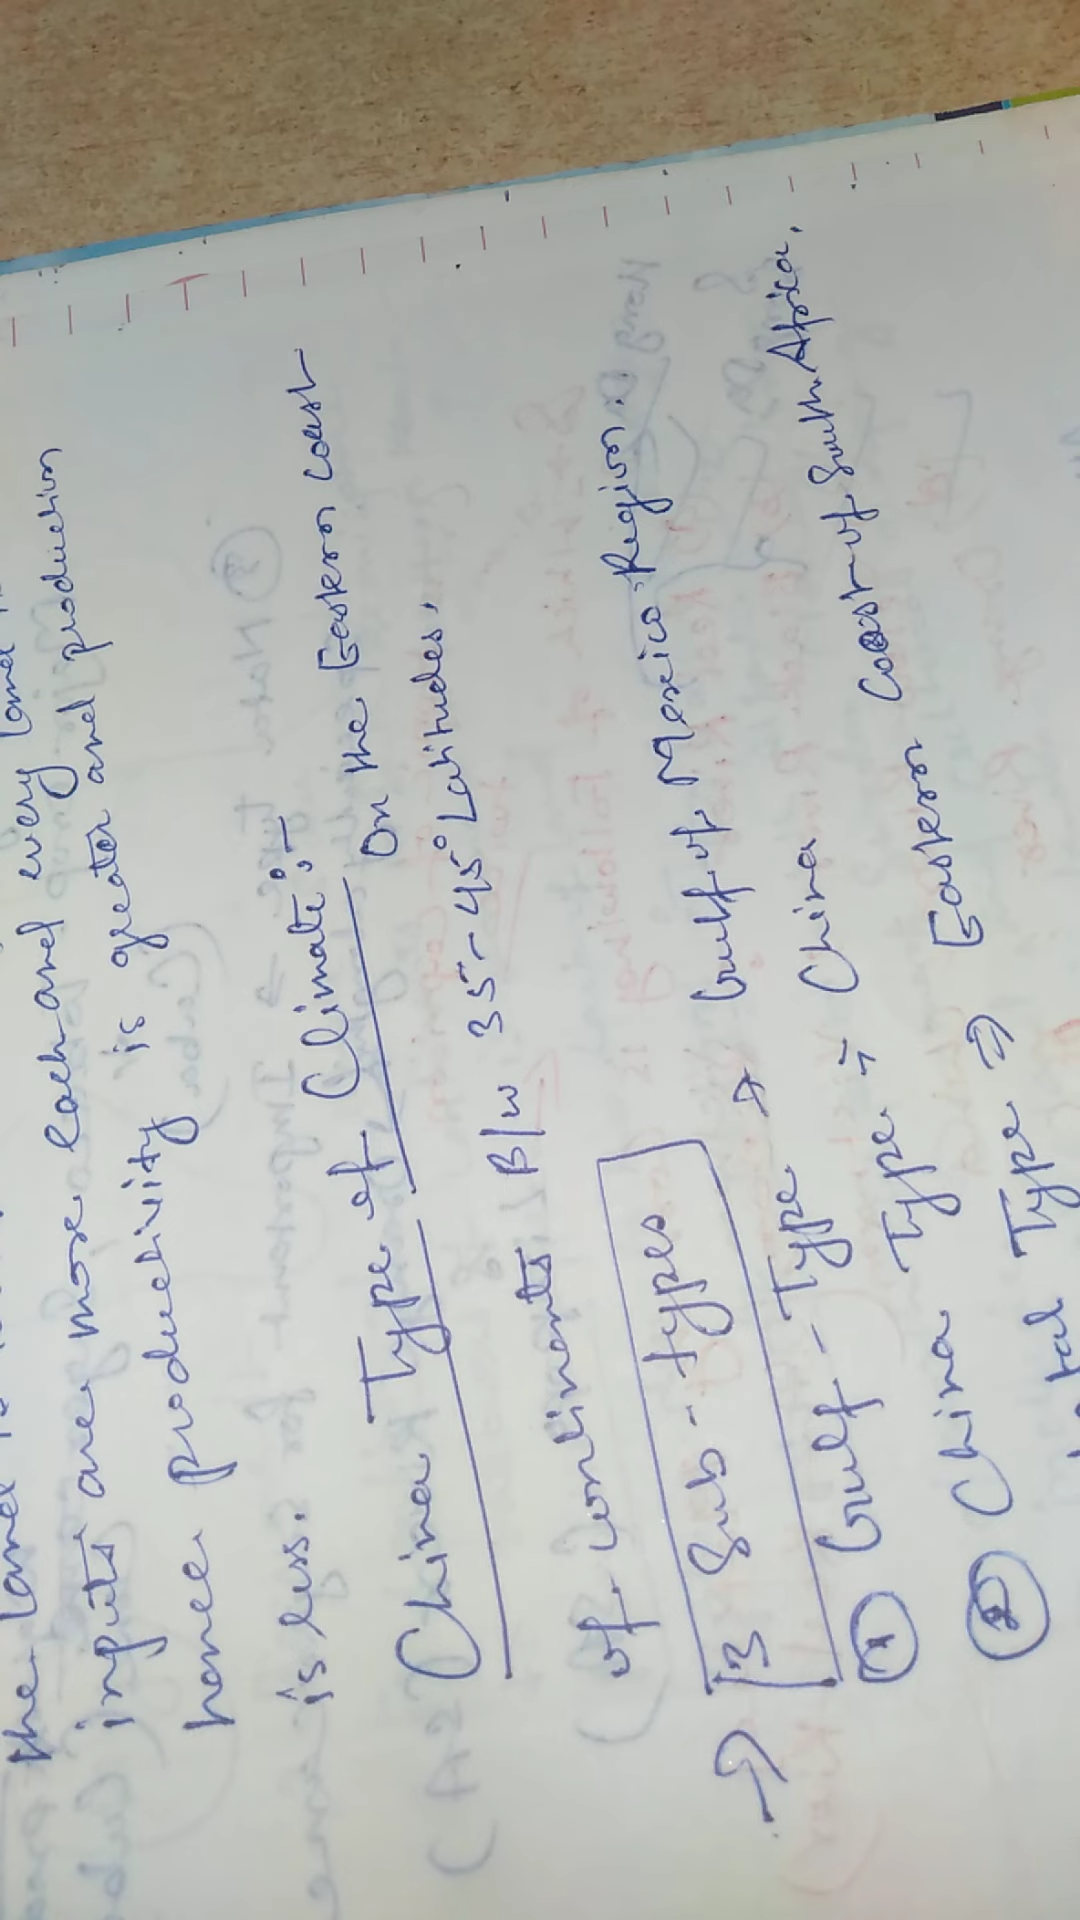 the land
inputs are more each and every land
hence productivity is greater and production
is less.
China Type of Climate :- On the Eastern coast
of continents B/w 35-45° Latitudes.
→ 3 Sub-types
① Gulf-Type → Gulf of Mexico Region.
② China Type ÷ China
Type ⇒ Eastern Coast of South Africa.